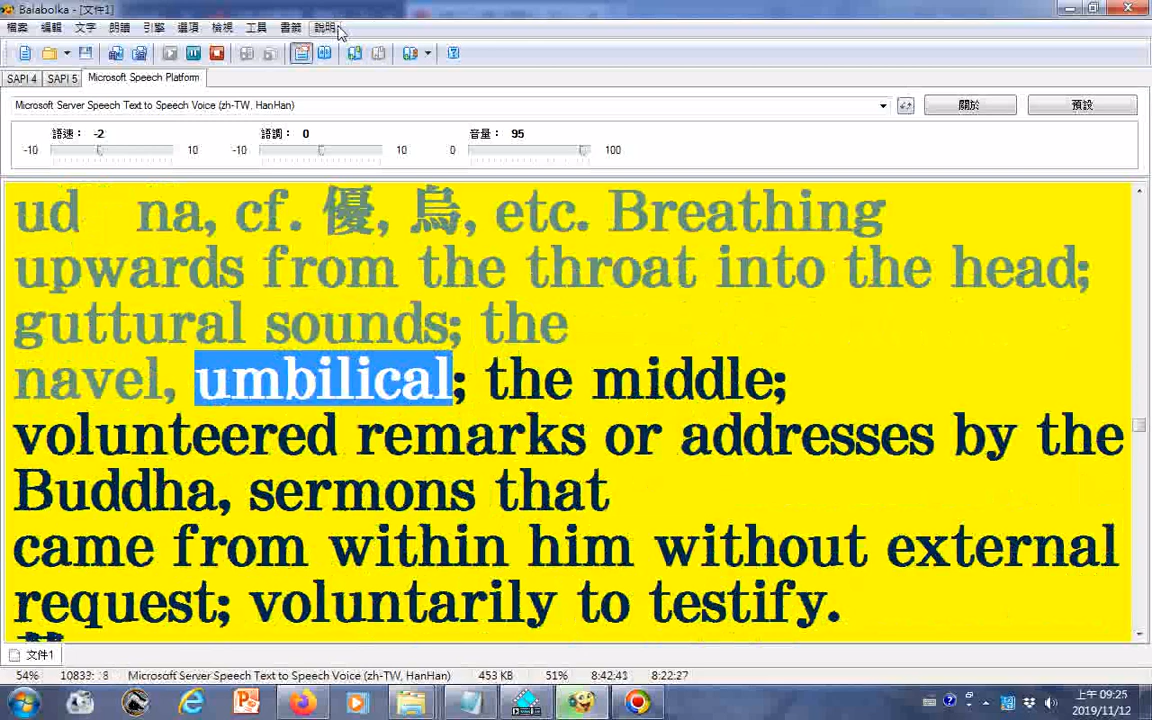 Balabolka - [文件1]
檔案 編輯 文字 朗讀 引擎 選項 檢視 工具 書籤 說明
SAPI 4 SAPI 5 Microsoft Speech Platform
Microsoft Server Speech Text to Speech Voice (zh-TW, HanHan) 關於 預設
語速： -2 語調： 0 音量： 95
-10 10 -10 10 0 100
ud na, cf. 優, 烏, etc. Breathing
upwards from the throat into the head;
guttural sounds; the
navel, umbilical; the middle;
volunteered remarks or addresses by the
Buddha, sermons that
came from within him without external
request; voluntarily to testify.
文件1
54% Microsoft Server Speech Text to Speech Voice (zh-TW, HanHan) 453 KB 51% 8:42:43 8:22:27
上午 09:25
2019/11/12